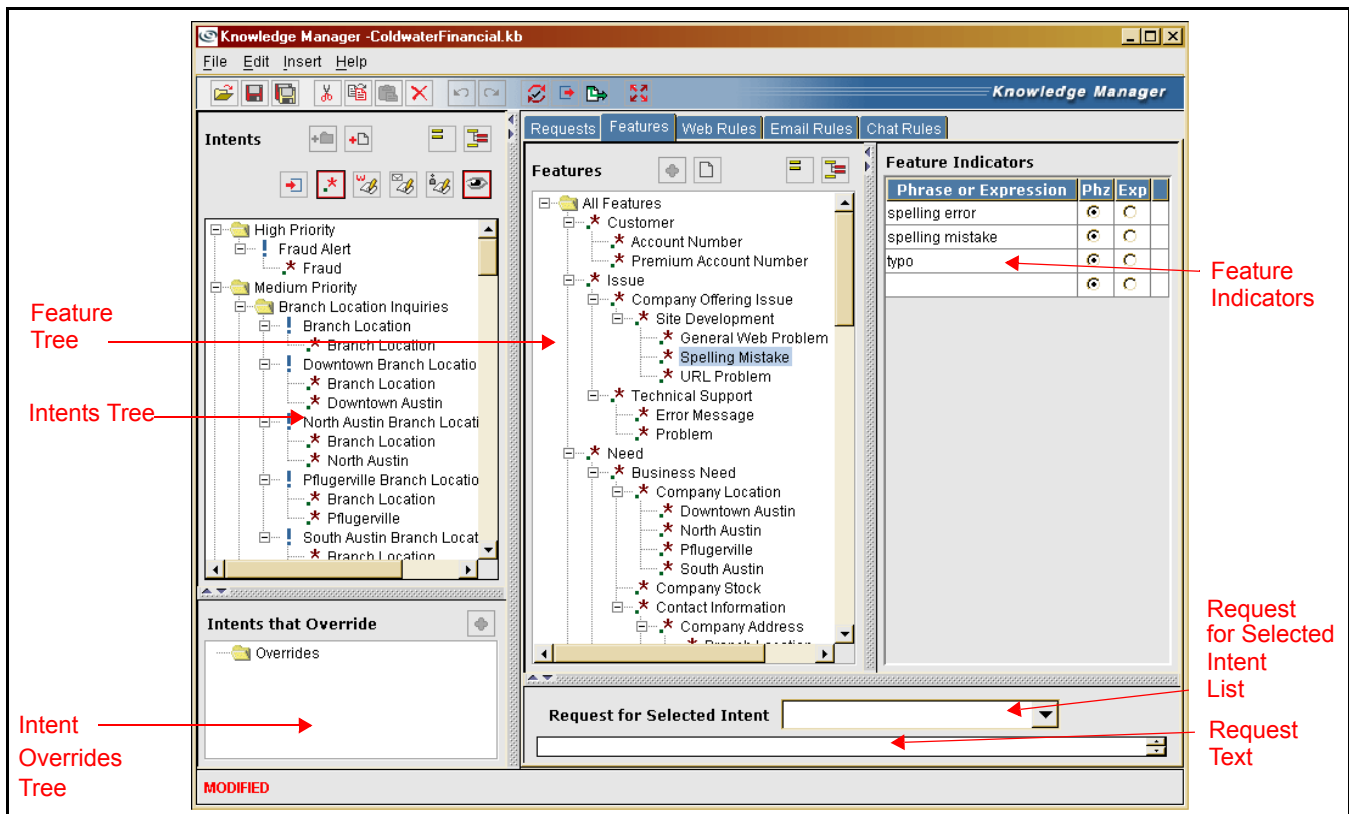 Knowledge Manager -ColdwaterFinancial.kb
File Edit Insert Help
Knowledge Manager
Intents
High Priority
Fraud Alert
Fraud
Medium Priority
Branch Location Inquiries
Branch Location
Branch Location
Downtown Branch Locatio
Branch Location
Downtown Austin
North Austin Branch Locati
Branch Location
North Austin
Pflugerville Branch Locatio
Branch Location
Pflugerville
South Austin Branch Locat
Branch Location
Intents that Override
Overrides
Requests Features Web Rules Email Rules Chat Rules
Features
All Features
Customer
Account Number
Premium Account Number
Issue
Company Offering Issue
Site Development
General Web Problem
Spelling Mistake
URL Problem
Technical Support
Error Message
Problem
Need
Business Need
Company Location
Downtown Austin
North Austin
Pflugerville
South Austin
Company Stock
Contact Information
Company Address
Branch Location
Feature Indicators
Phrase or Expression Phz Exp
spelling error
spelling mistake
typo
Request for Selected Intent
MODIFIED
Feature
Tree
Intents Tree
Intent
Overrides
Tree
Feature
Indicators
Request
for Selected
Intent
List
Request
Text